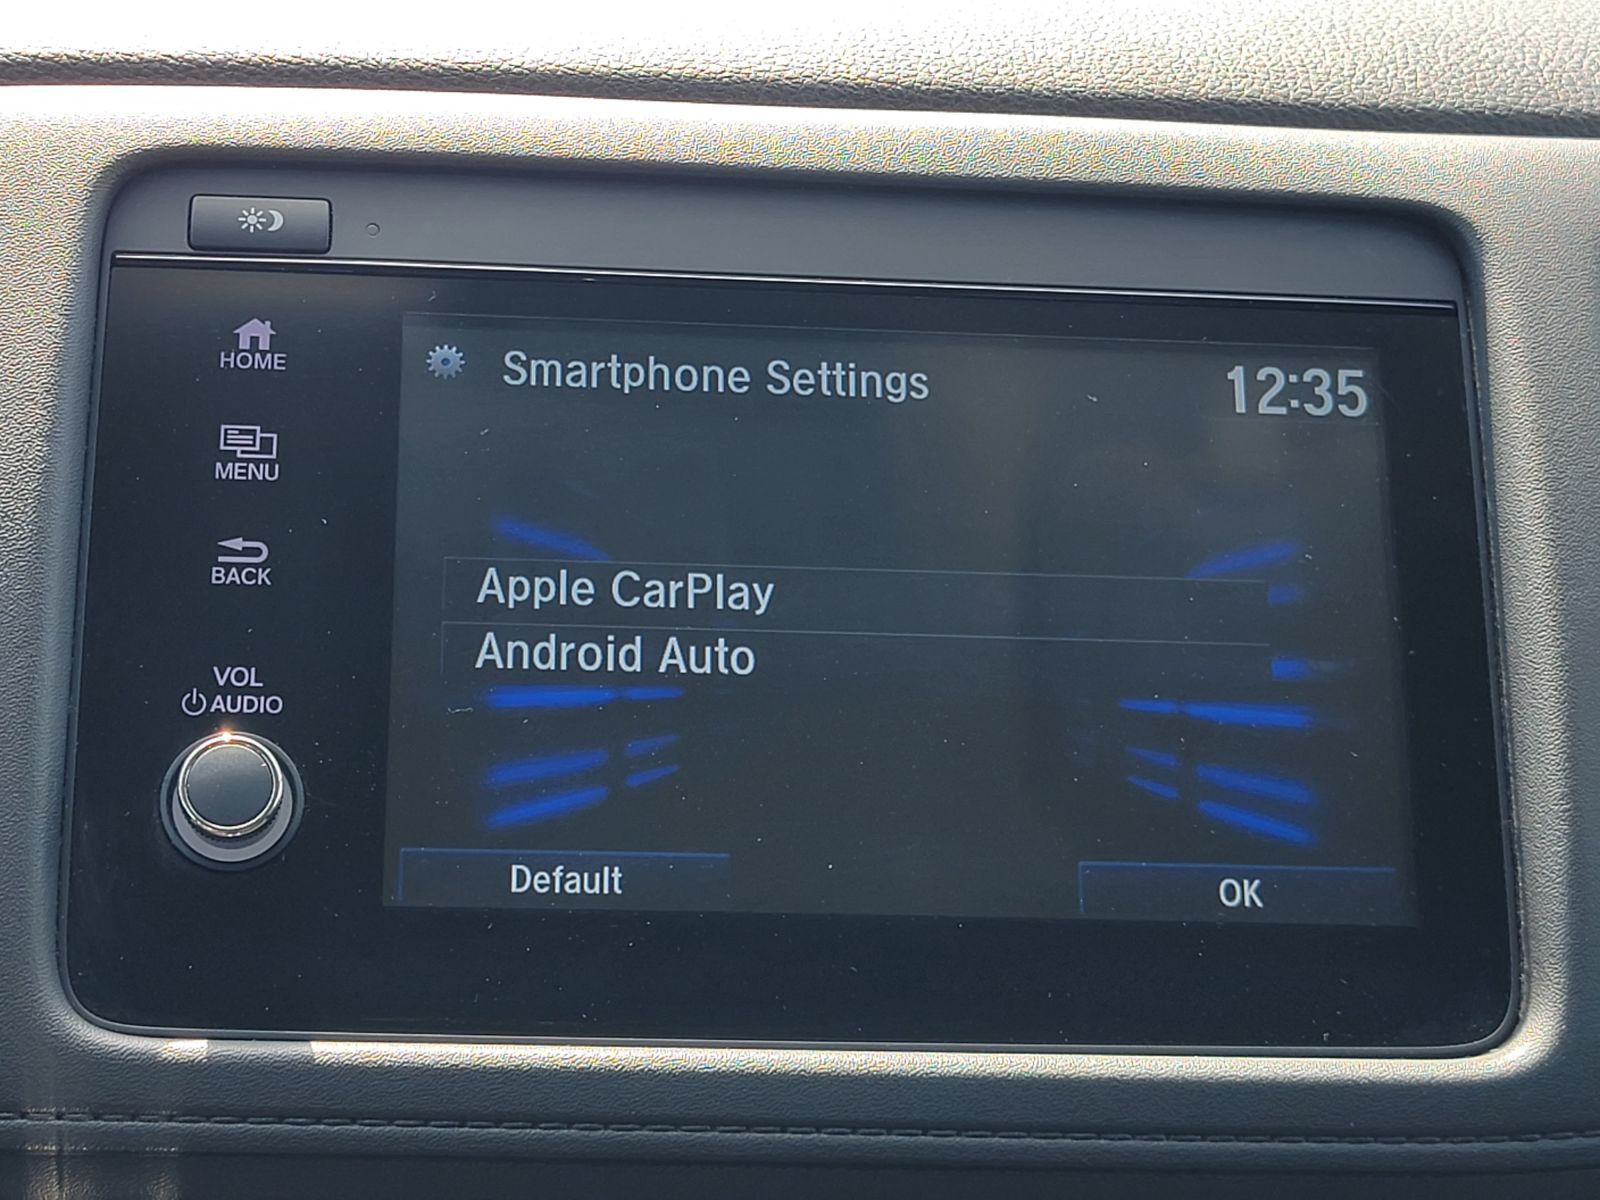 HOME
MENU
BACK
VOL
AUDIO
Smartphone Settings
12:35
Apple CarPlay
Android Auto
Default
OK